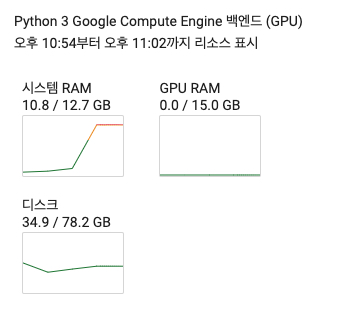 Python 3 Google Compute Engine 백엔드 (GPU)
오후 10:54부터 오후 11:02까지 리소스 표시
시스템 RAM
10.8 / 12.7 GB
GPU RAM
0.0 / 15.0 GB
디스크
34.9 / 78.2 GB